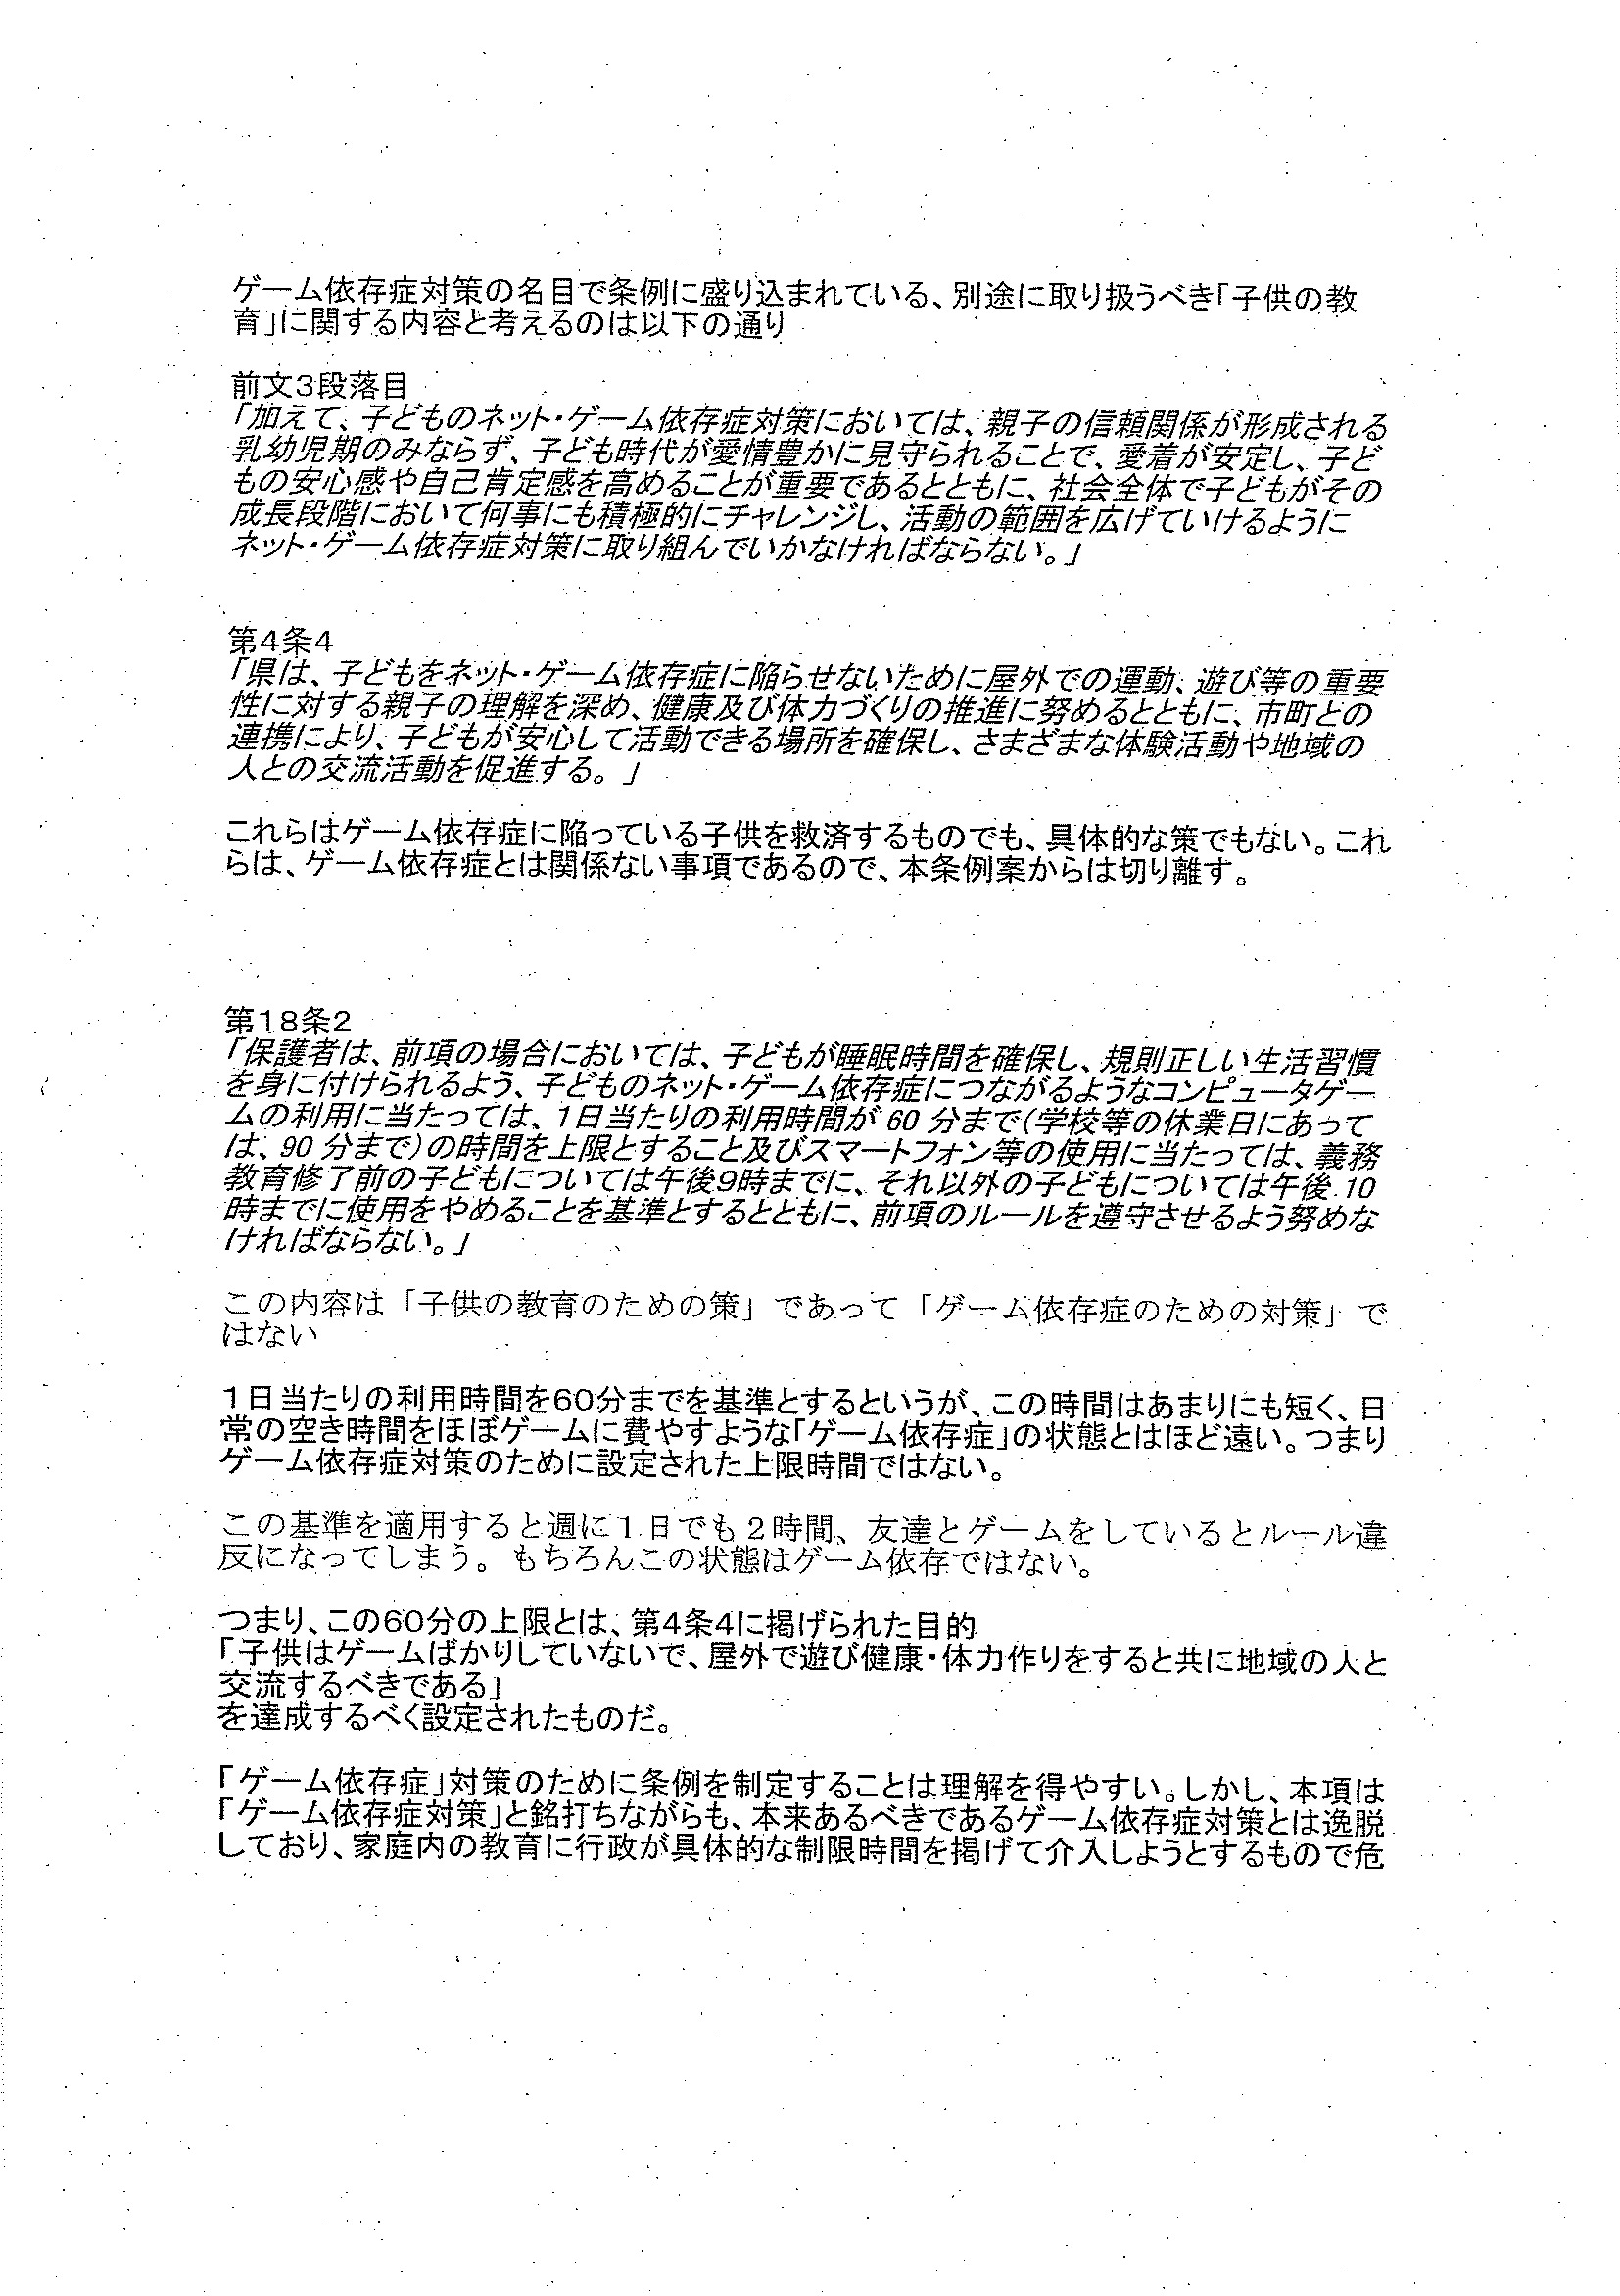 ゲーム依存症対策の名目で条例に盛り込まれている、別途に取り扱うべき「子供の教
育」に関する内容と考えるのは以下の通り
前文3段落目
「加えて、子どものネット・ゲーム依存症対策においては、親子の信頼関係が形成される
乳幼児期のみならず、子ども時代が愛情豊かに見守られることで、愛着が安定し、子ど
もの安心感や自己肯定感を高めることが重要であるとともに、社会全体で子どもがその
成長段階において何事にも積極的にチャレンジし、活動の範囲を広げていけるように
ネット・ゲーム依存症対策に取り組んでいかなければならない。」
第4条4
「県は、子どもをネット・ゲーム依存症に陥らせないために屋外での運動、遊び等の重要
性に対する親子の理解を深め、健康及び体力づくりの推進に努めるとともに、市町との
連携により、子どもが安心して活動できる場所を確保し、さまざまな体験活動や地域の
人との交流活動を促進する。」
これらはゲーム依存症に陥っている子供を救済するものでも、具体的な策でもない。これ
らは、ゲーム依存症とは関係ない事項であるので、本条例案からは切り離す。
第18条2
「保護者は、前項の場合においては、子どもが睡眠時間を確保し、規則正しい生活習慣
を身に付けられるよう、子どものネット・ゲーム依存症につながるようなコンピュータゲー
ムの利用に当たっては、1日当たりの利用時間が 60 分まで(学校等の休業日にあって
は、90 分まで)の時間を上限とすること及びスマートフォン等の使用に当たっては、義務
教育修了前の子どもについては午後9時までに、それ以外の子どもについては午後 10
時までに使用をやめることを基準とするとともに、前項のルールを遵守させるよう努めな
ければならない。」
この内容は「子供の教育のための策」であって「ゲーム依存症のための対策」で
はない
1日当たりの利用時間を60分までを基準とするというが、この時間はあまりにも短く、日
常の空き時間をほぼゲームに費やすような「ゲーム依存症」の状態とはほど遠い。つまり
ゲーム依存症対策のために設定された上限時間ではない。
この基準を適用すると週に1日でも2時間、友達とゲームをしているとルール違
反になってしまう。もちろんこの状態はゲーム依存ではない。
つまり、この60分の上限とは、第4条4に掲げられた目的
「子供はゲームばかりしていないで、屋外で遊び健康・体力作りをすると共に地域の人と
交流するべきである」
を達成するべく設定されたものだ。
「ゲーム依存症」対策のために条例を制定することは理解を得やすい。しかし、本項は
「ゲーム依存症対策」と銘打ちながらも、本来あるべきであるゲーム依存症対策とは逸脱
しており、家庭内の教育に行政が具体的な制限時間を掲げて介入しようとするもので危